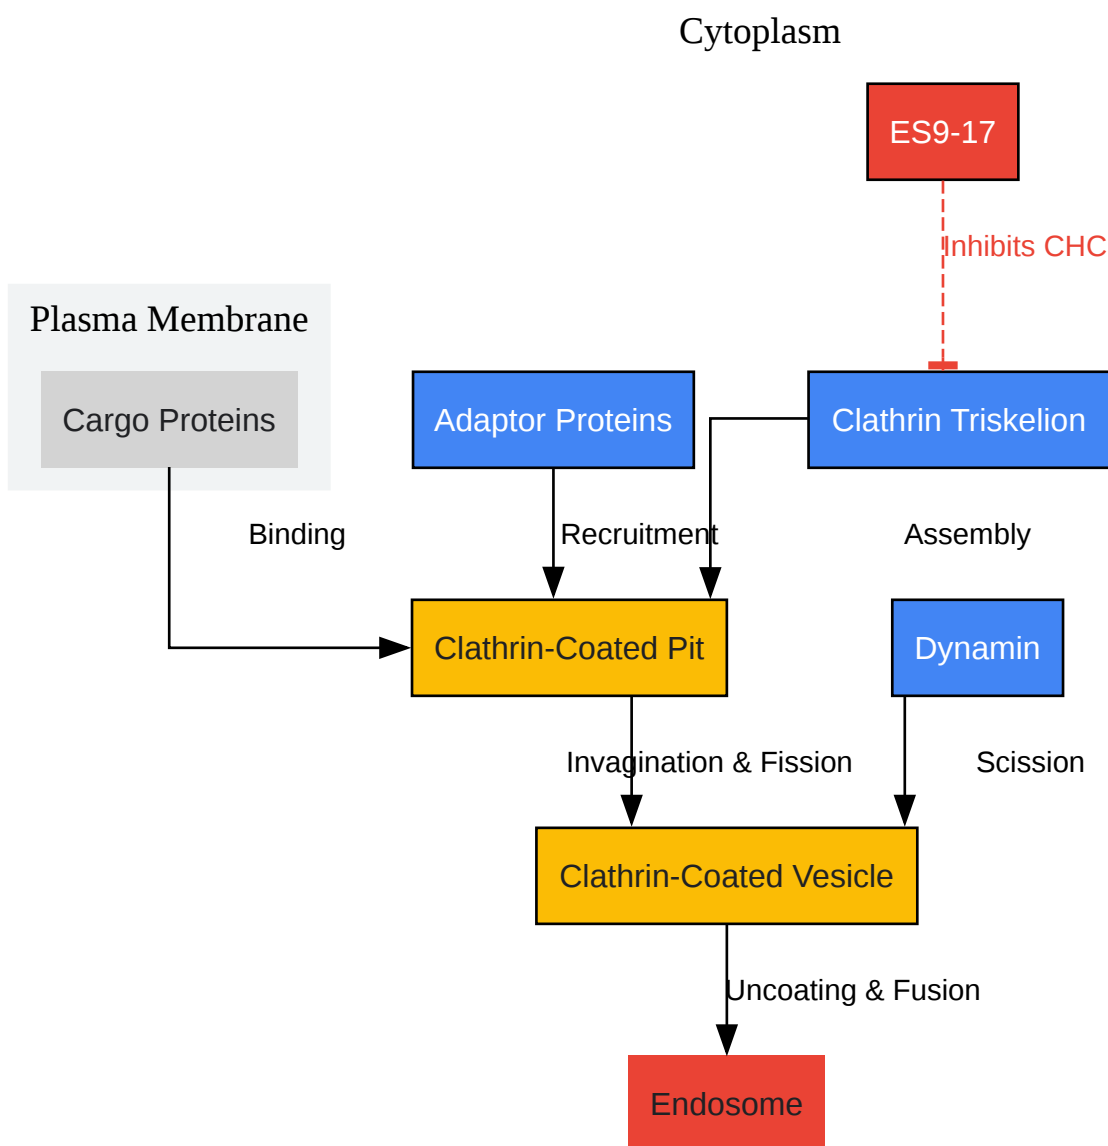 Cytoplasm
ES9-17
Inhibits CHC
Plasma Membrane
Cargo Proteins
Adaptor Proteins
Clathrin Triskelion
Binding
Recruitment
Assembly
Clathrin-Coated Pit
Dynamin
Invagination & Fission
Scission
Clathrin-Coated Vesicle
Uncoating & Fusion
Endosome